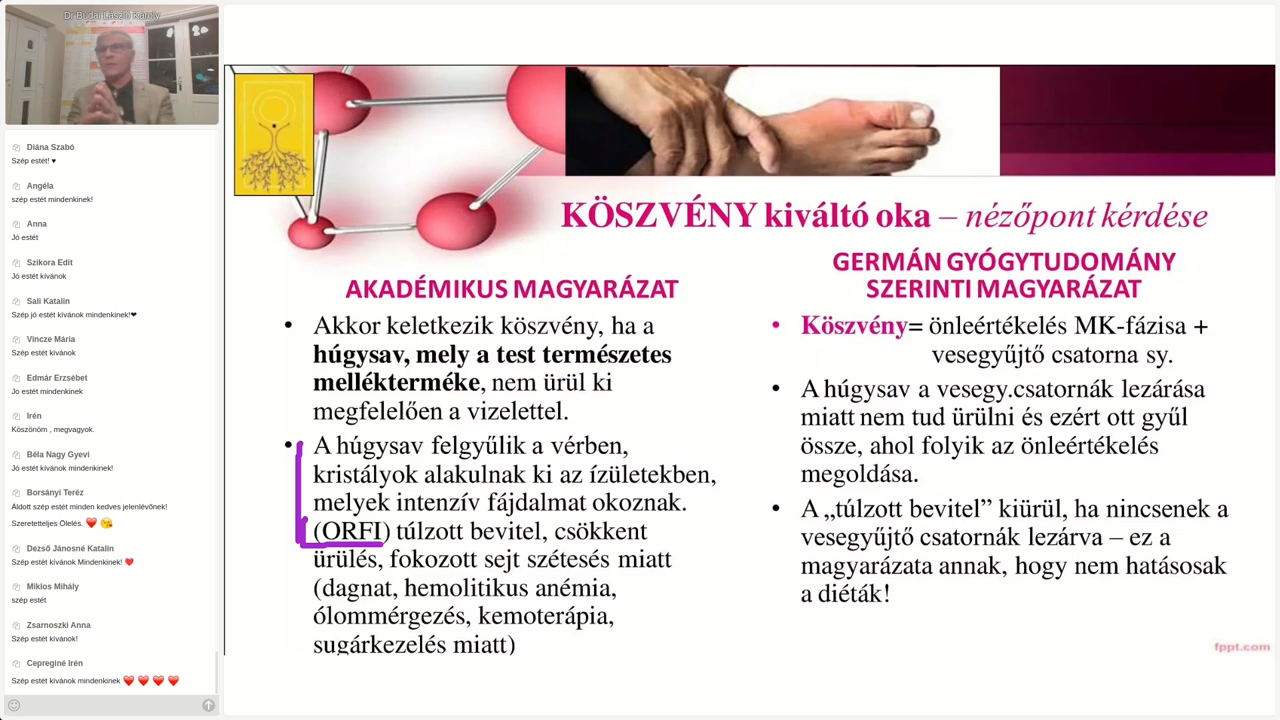 Dr Budai László Károly
Diána Szabó
Szép estét! ♥
Angéla
szép estét mindenkinek!
Anna
Jó estét
Szikora Edit
Jó estét kivánok
Sali Katalin
Szép jó estét kívánok mindenkinek!❤
Vincze Mária
Szép estét kívánok
Edmár Erzsébet
Jo estét mindenkinek
Irén
Köszönöm , megvagyok.
Béla Nagy Gyevi
Jó estét kívánok mindenkinek!
Borsányi Teréz
Áldott szép estét minden kedves jelenlévőnek!
Szeretetteljes Ölelés. ❤️ 😘
Dezső Jánosné Katalin
Szép estét kívánok Mindenkinek! ❤️
Miklos Mihály
szép estét
Zsarnoszki Anna
Szép estét kívánok!
Cepreginé Irén
Szép estét kívánok mindenkinek ❤️ ❤️ ❤️ ❤️
KÖSZVÉNY kiváltó oka – nézőpont kérdése
AKADÉMIKUS MAGYARÁZAT
• Akkor keletkezik köszvény, ha a
húgysav, mely a test természetes
mellékterméke, nem ürül ki
megfelelően a vizelettel.
• A húgysav felgyűlik a vérben,
kristályok alakulnak ki az ízületekben,
melyek intenzív fájdalmat okoznak.
(ORFI) túlzott bevitel, csökkent
ürülés, fokozott sejt szétesés miatt
(dagnat, hemolitikus anémia,
ólommérgezés, kemoterápia,
sugárkezelés miatt)
GERMÁN GYÓGYTUDOMÁNY
SZERINTI MAGYARÁZAT
• Köszvény= önleértékelés MK-fázisa +
vesegyűjtő csatorna sy.
• A húgysav a vesegy.csatornák lezárása
miatt nem tud ürülni és ezért ott gyűl
össze, ahol folyik az önleértékelés
megoldása.
• A „túlzott bevitel” kiürül, ha nincsenek a
vesegyűjtő csatornák lezárva – ez a
magyarázata annak, hogy nem hatásosak
a diéták!
fppt.com